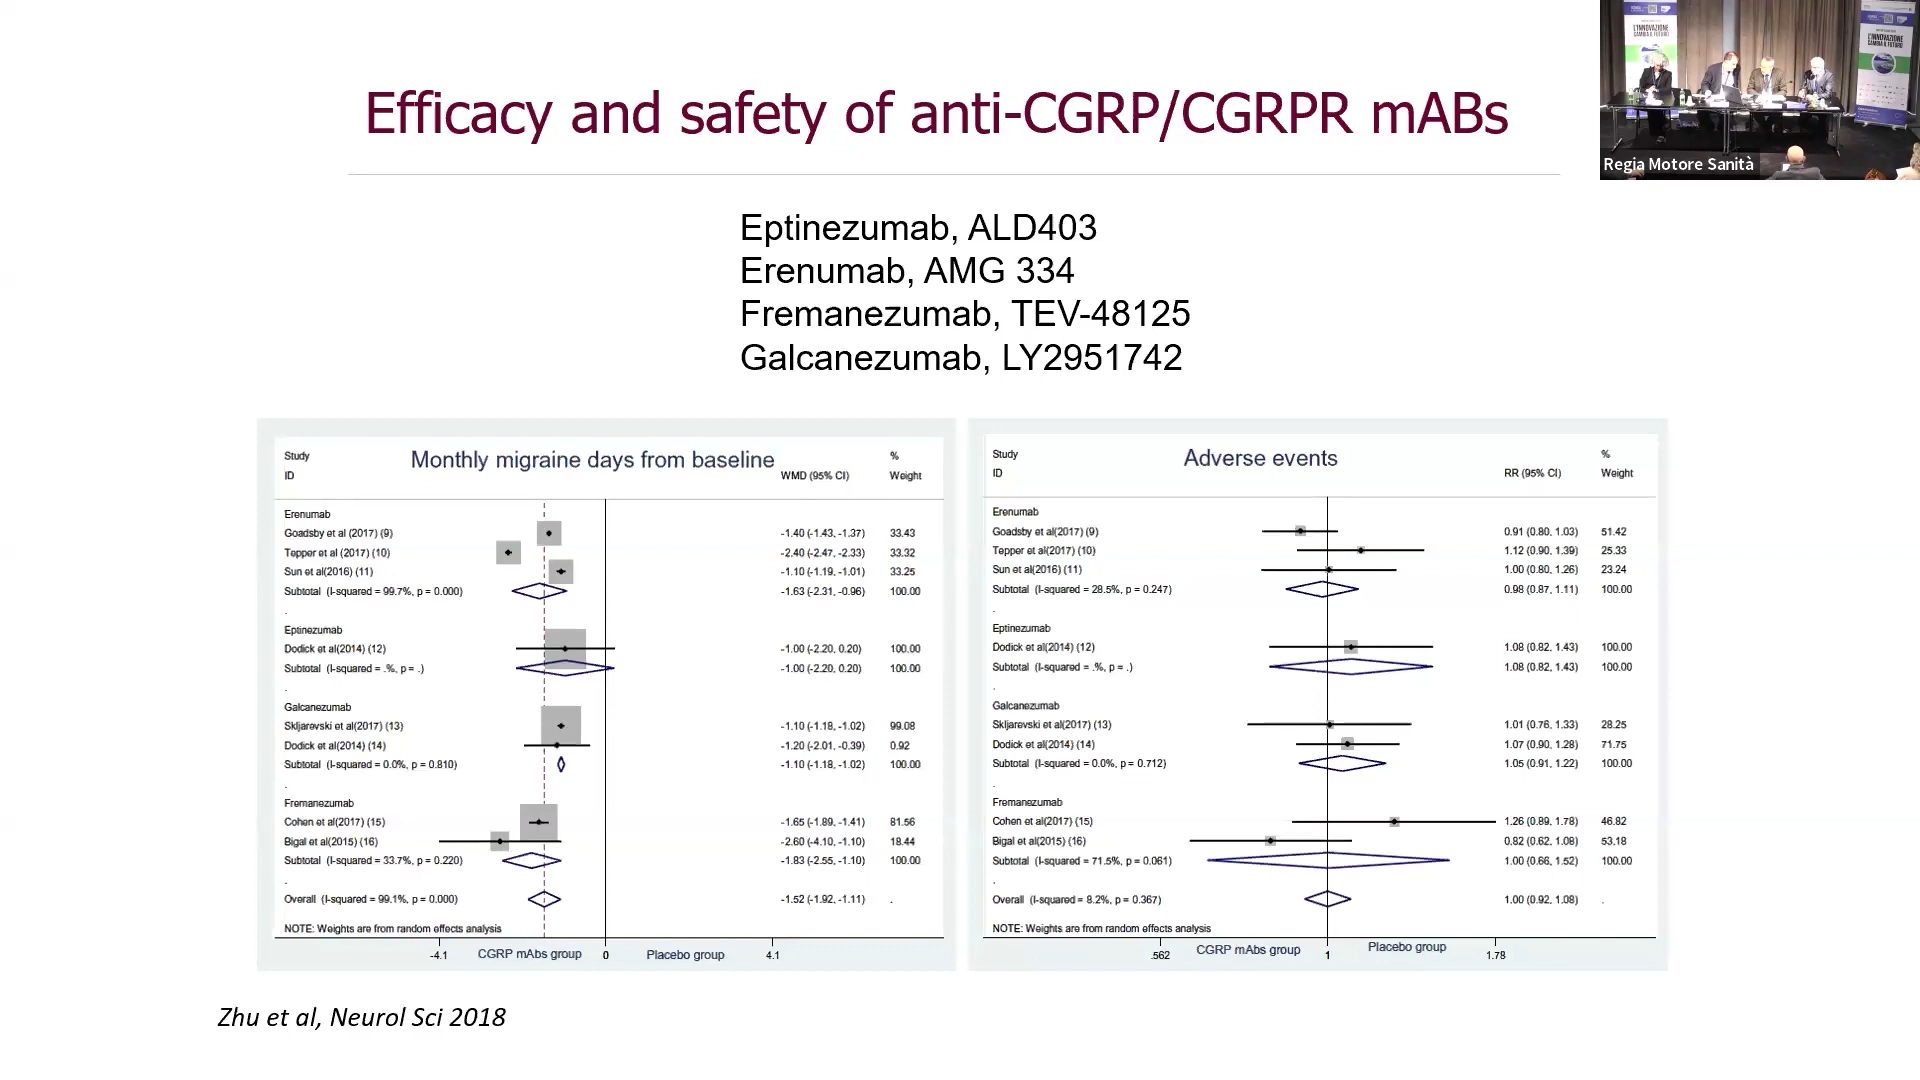 Efficacy and safety of anti-CGRP/CGRPR mABs
L'INNOVAZIONE
CAMBIA IL FUTURO
L'INNOVAZIONE
CAMBIA IL FUTURO
Regia Motore Sanità
Eptinezumab, ALD403
Erenumab, AMG 334
Fremanezumab, TEV-48125
Galcanezumab, LY2951742
Study
ID
Monthly migraine days from baseline
WMD (95% CI)
%
Weight
Erenumab
Goadsby et al (2017) (9) -1.40 (-1.43, -1.37) 33.43
Tepper et al (2017) (10) -2.40 (-2.47, -2.33) 33.32
Sun et al(2016) (11) -1.10 (-1.19, -1.01) 33.25
Subtotal (I-squared = 99.7%, p = 0.000) -1.63 (-2.31, -0.96) 100.00
.
Eptinezumab
Dodick et al(2014) (12) -1.00 (-2.20, 0.20) 100.00
Subtotal (I-squared = .%, p = .) -1.00 (-2.20, 0.20) 100.00
.
Galcanezumab
Skljarevski et al(2017) (13) -1.10 (-1.18, -1.02) 99.08
Dodick et al(2014) (14) -1.20 (-2.01, -0.39) 0.92
Subtotal (I-squared = 0.0%, p = 0.810) -1.10 (-1.18, -1.02) 100.00
.
Fremanezumab
Cohen et al(2017) (15) -1.65 (-1.89, -1.41) 81.56
Bigal et al(2015) (16) -2.60 (-4.10, -1.10) 18.44
Subtotal (I-squared = 33.7%, p = 0.220) -1.83 (-2.55, -1.10) 100.00
.
Overall (I-squared = 99.1%, p = 0.000) -1.52 (-1.92, -1.11) .
NOTE: Weights are from random effects analysis
-4.1 CGRP mAbs group 0 Placebo group 4.1
Study
ID
Adverse events
RR (95% CI)
%
Weight
Erenumab
Goadsby et al(2017) (9) 0.91 (0.80, 1.03) 51.42
Tepper et al(2017) (10) 1.12 (0.90, 1.39) 25.33
Sun et al(2016) (11) 1.00 (0.80, 1.26) 23.24
Subtotal (I-squared = 28.5%, p = 0.247) 0.98 (0.87, 1.11) 100.00
.
Eptinezumab
Dodick et al(2014) (12) 1.08 (0.82, 1.43) 100.00
Subtotal (I-squared = .%, p = .) 1.08 (0.82, 1.43) 100.00
.
Galcanezumab
Skljarevski et al(2017) (13) 1.01 (0.76, 1.33) 28.25
Dodick et al(2014) (14) 1.07 (0.90, 1.28) 71.75
Subtotal (I-squared = 0.0%, p = 0.712) 1.05 (0.91, 1.22) 100.00
.
Fremanezumab
Cohen et al(2017) (15) 1.26 (0.89, 1.78) 46.82
Bigal et al(2015) (16) 0.82 (0.62, 1.08) 53.18
Subtotal (I-squared = 71.5%, p = 0.061) 1.00 (0.66, 1.52) 100.00
.
Overall (I-squared = 8.2%, p = 0.367) 1.00 (0.92, 1.08) .
NOTE: Weights are from random effects analysis
.562 CGRP mAbs group 1 Placebo group 1.78
Zhu et al, Neurol Sci 2018